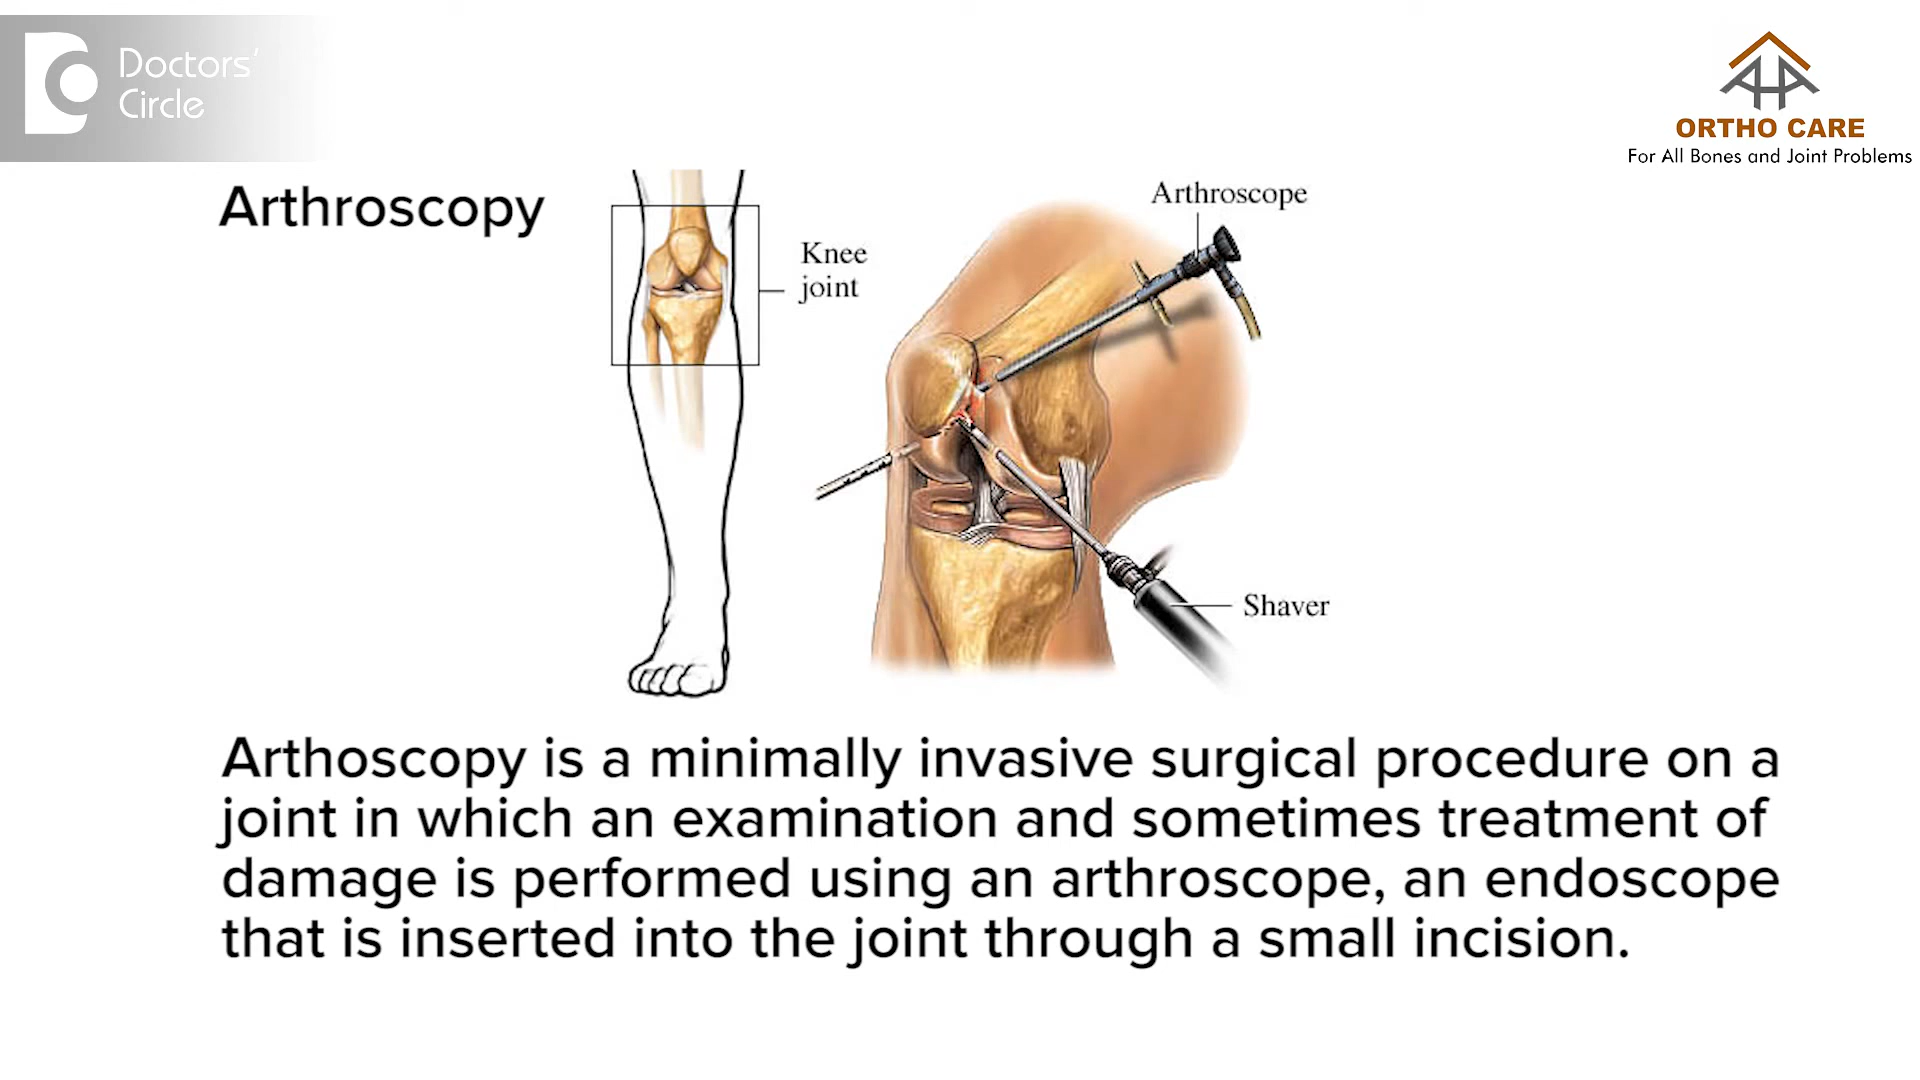 Doctors'
Circle
AHA
ORTHO CARE
For All Bones and Joint Problems
Arthroscopy
Knee
joint
Arthroscope
Shaver
Arthoscopy is a minimally invasive surgical procedure on a
joint in which an examination and sometimes treatment of
damage is performed using an arthroscope, an endoscope
that is inserted into the joint through a small incision.